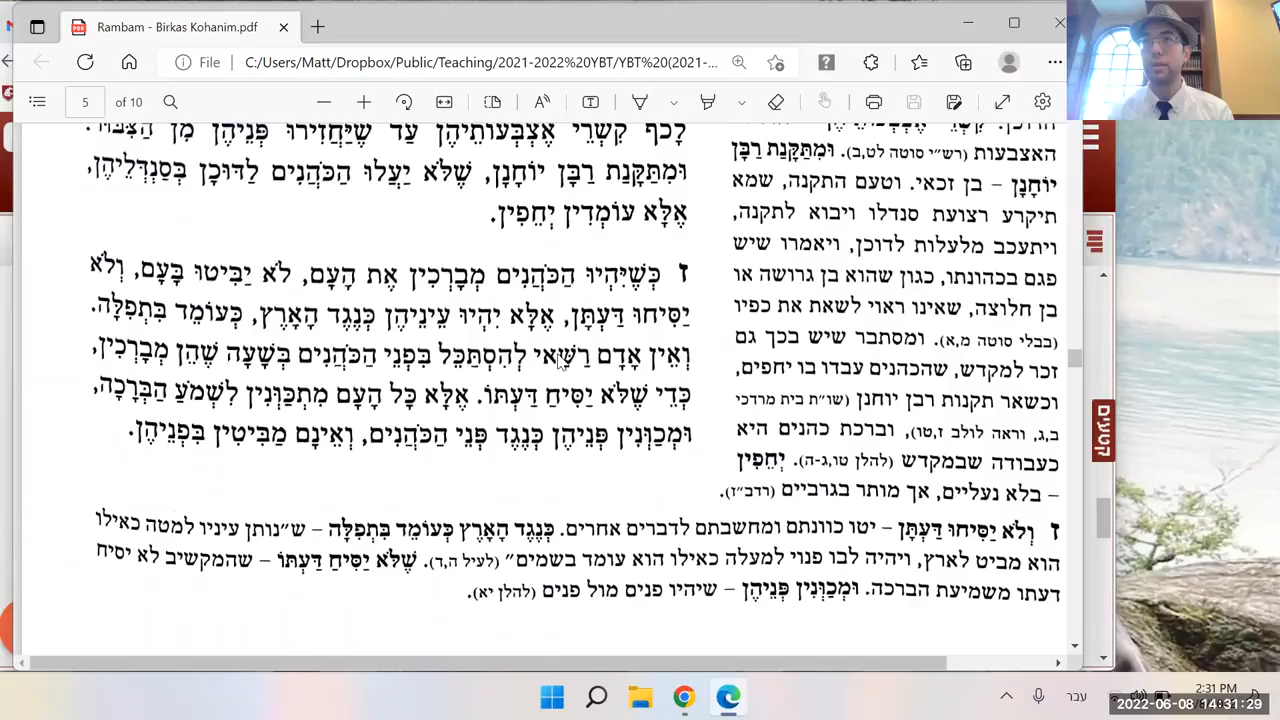 Rambam - Birkas Kohanim.pdf
File C:/Users/Matt/Dropbox/Public/Teaching/2021-2022%20YBT/YBT%20(2021-...
5 of 10
לְכַף קִשְׁרֵי אֶצְבְּעוֹתֵיהֶן עַד שֶׁיַּחֲזִירוּ פְּנֵיהֶן מִן הַצִּבּוּר.
וּמִתַּקָּנַת רַבָּן יוֹחָנָן, שֶׁלֹּא יַעֲלוּ הַכֹּהֲנִים לַדּוּכָן בְּסַנְדְּלֵיהֶן,
אֶלָּא עוֹמְדִין יְחֵפִין.
ז כְּשֶׁיִּהְיוּ הַכֹּהֲנִים מְבָרְכִין אֶת הָעָם, לֹא יַבִּיטוּ בָּעָם, וְלֹא
יַסִּיחוּ דַּעְתָּן, אֶלָּא יִהְיוּ עֵינֵיהֶן כְּנֶגֶד הָאָרֶץ, כְּעוֹמֵד בִּתְפִלָּה.
וְאֵין אָדָם רַשַּׁאי לְהִסְתַּכֵּל בִּפְנֵי הַכֹּהֲנִים בְּשָׁעָה שֶׁהֵן מְבָרְכִין,
כְּדֵי שֶׁלֹּא יַסִּיחַ דַּעְתּוֹ. אֶלָּא כָּל הָעָם מִתְכַּוְּנִין לִשְׁמֹעַ הַבְּרָכָה,
וּמְכַוְּנִין פְּנֵיהֶן כְּנֶגֶד פְּנֵי הַכֹּהֲנִים, וְאֵינָם מַבִּיטִין בִּפְנֵיהֶן.
האצבעות (רש״י סוטה לט,ב). וּמִתַּקָּנַת רַבָּן
יוֹחָנָן – בן זכאי. וטעם התקנה, שמא
תיקרע רצועת סנדלו ויבוא לתקנה,
ויתעכב מלעלות לדוכן, ויאמרו שיש
פגם בכהונתו, כגון שהוא בן גרושה או
בן חלוצה, שאינו ראוי לשאת את כפיו
(בבלי סוטה מ,א). ומסתבר שיש בכך גם
זכר למקדש, שהכהנים עבדו בו יחפים,
וכשאר תקנות רבן יוחנן (שו״ת בית מרדכי
ב,ג, וראה לולב ז,טו), וברכת כהנים היא
כעבודה שבמקדש (להלן טו,ג-ה). יְחֵפִין
– בלא נעליים, אך מותר בגרביים (רדב״ז).
ז וְלֹא יַסִּיחוּ דַּעְתָּן – יטו כוונתם ומחשבתם לדברים אחרים. כְּנֶגֶד הָאָרֶץ כְּעוֹמֵד בִּתְפִלָּה – ש״נותן עיניו למטה כאילו
הוא מביט לארץ, ויהיה לבו פנוי למעלה כאילו הוא עומד בשמים״ (לעיל ה,ד). שֶׁלֹּא יַסִּיחַ דַּעְתּוֹ – שהמקשיב לא יסיח
דעתו משמיעת הברכה. וּמְכַוְּנִין פְּנֵיהֶן – שיהיו פנים מול פנים (להלן יא).
קטעים
עבר
2:31 PM
2022-06-08 14:31:29